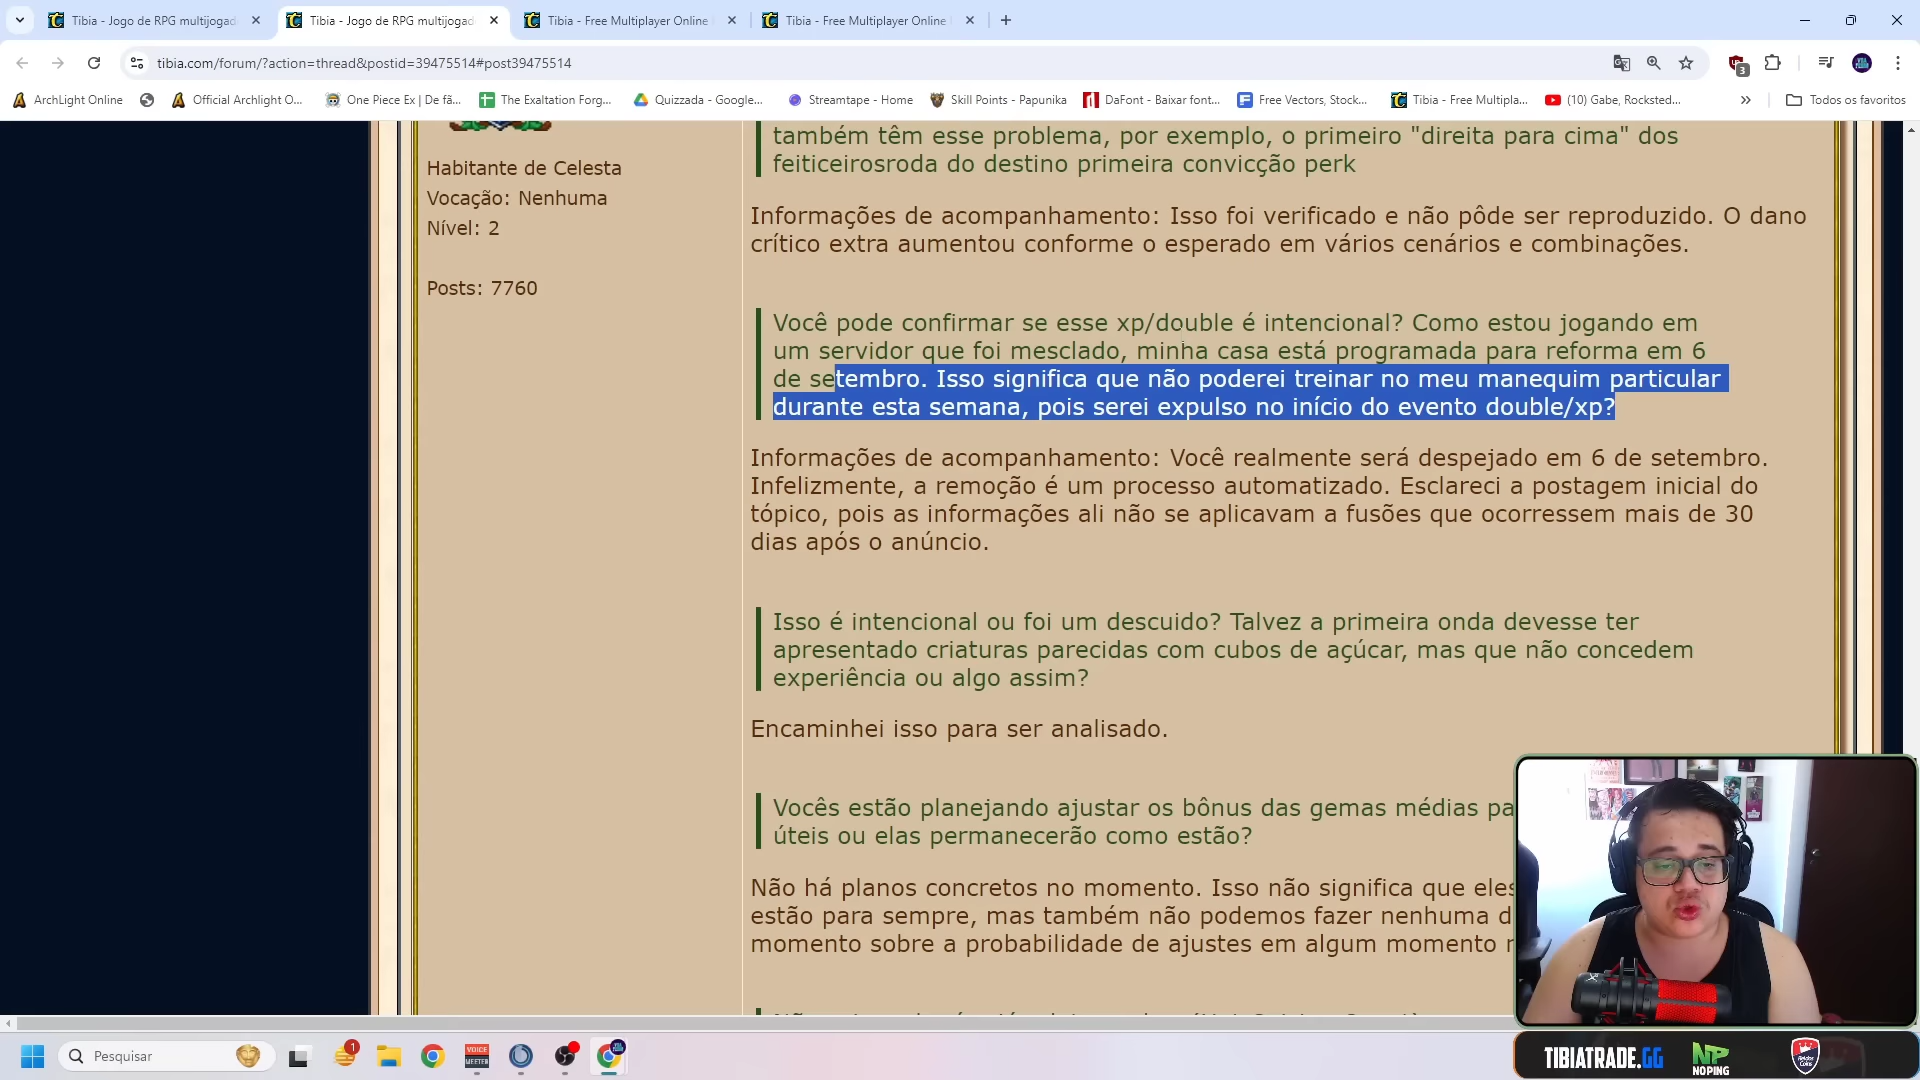 Tibia - Jogo de RPG multijogad
Tibia - Jogo de RPG multijogad
Tibia - Free Multiplayer Online
Tibia - Free Multiplayer Online
tibia.com/forum/?action=thread&postid=39475514#post39475514
3
ArchLight Online
Official Archlight O...
One Piece Ex | De fã...
The Exaltation Forg...
Quizzada - Google...
Streamtape - Home
Skill Points - Papunika
DaFont - Baixar font...
Free Vectors, Stock...
Tibia - Free Multipla...
(10) Gabe, Rocksted...
Todos os favoritos
Habitante de Celesta
Vocação: Nenhuma
Nível: 2
Posts: 7760
também têm esse problema, por exemplo, o primeiro "direita para cima" dos
feiticeirosroda do destino primeira convicção perk
Informações de acompanhamento: Isso foi verificado e não pôde ser reproduzido. O dano
crítico extra aumentou conforme o esperado em vários cenários e combinações.
Você pode confirmar se esse xp/double é intencional? Como estou jogando em
um servidor que foi mesclado, minha casa está programada para reforma em 6
de setembro. Isso significa que não poderei treinar no meu manequim particular
durante esta semana, pois serei expulso no início do evento double/xp?
Informações de acompanhamento: Você realmente será despejado em 6 de setembro.
Infelizmente, a remoção é um processo automatizado. Esclareci a postagem inicial do
tópico, pois as informações ali não se aplicavam a fusões que ocorressem mais de 30
dias após o anúncio.
Isso é intencional ou foi um descuido? Talvez a primeira onda devesse ter
apresentado criaturas parecidas com cubos de açúcar, mas que não concedem
experiência ou algo assim?
Encaminhei isso para ser analisado.
Vocês estão planejando ajustar os bônus das gemas médias pa
úteis ou elas permanecerão como estão?
Não há planos concretos no momento. Isso não significa que eles
estão para sempre, mas também não podemos fazer nenhuma d
momento sobre a probabilidade de ajustes em algum momento
Pesquisar
1
VOICE
MEETER
TIBIATRADE.GG
NP
NOPING